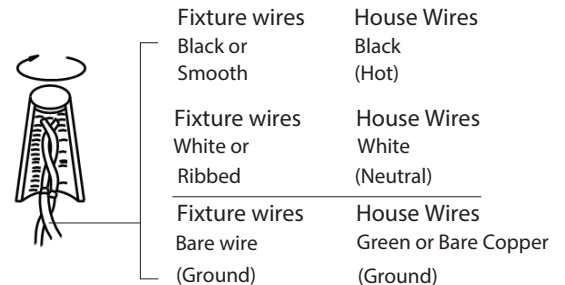 Fixture wires House Wires
Black or Black
Smooth (Hot)
Fixture wires House Wires
White or White
Ribbed (Neutral)
Fixture wires House Wires
Bare wire Green or Bare Copper
(Ground) (Ground)